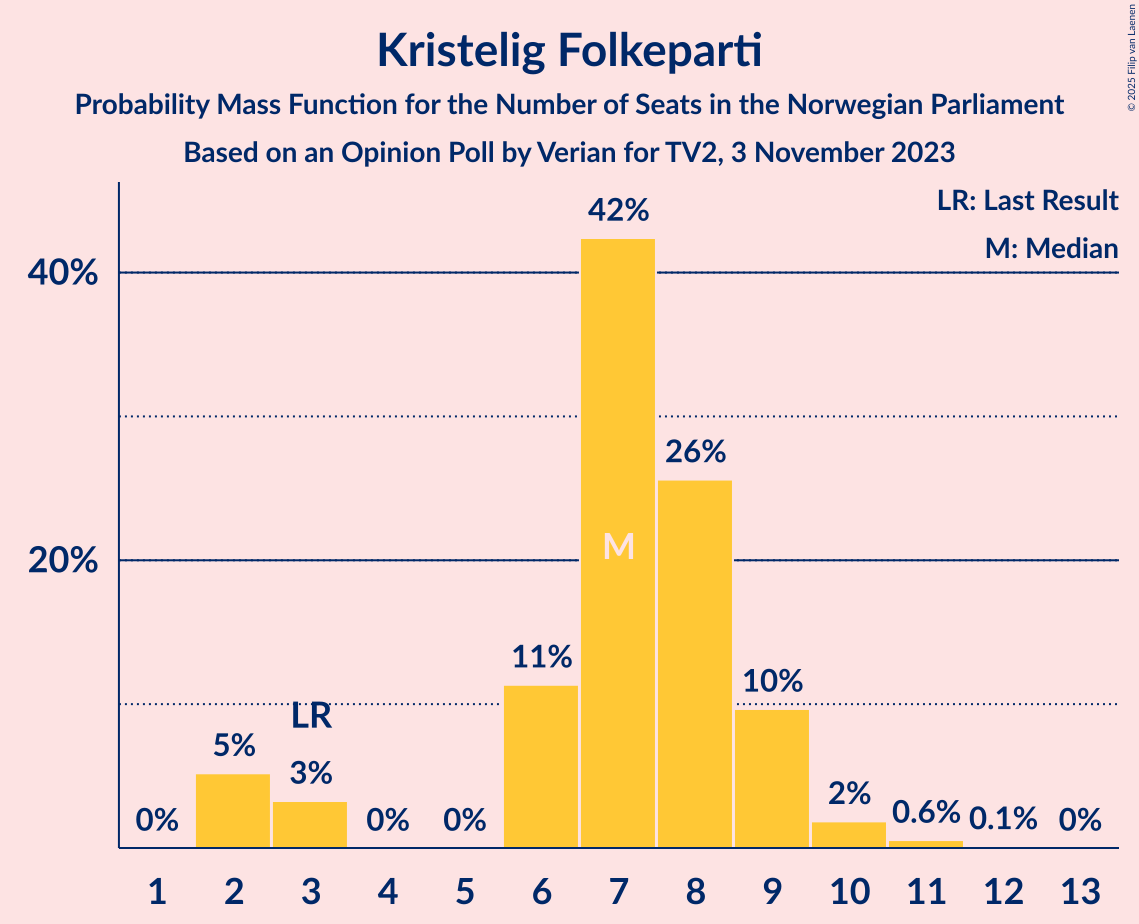 Kristelig Folkeparti
Probability Mass Function for the Number of Seats in the Norwegian Parliament
Based on an Opinion Poll by Verian for TV2, 3 November 2023
© 2025 Filip van Laenen
LR: Last Result
M: Median
40%
20%
0%
5%
3%
LR
0%
0%
11%
42%
M
26%
10%
2%
0.6%
0.1%
0%
1 2 3 4 5 6 7 8 9 10 11 12 13